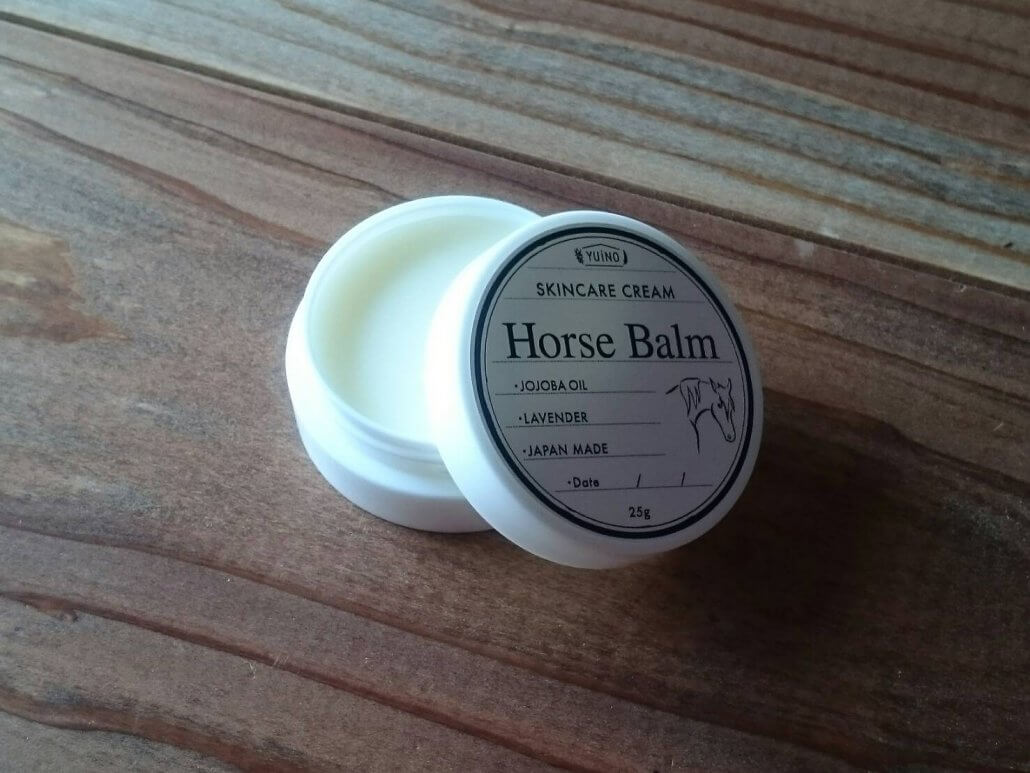 YUINO
SKINCARE CREAM
Horse Balm
・JOJOBA OIL
・LAVENDER
・JAPAN MADE
・Date / /
25g